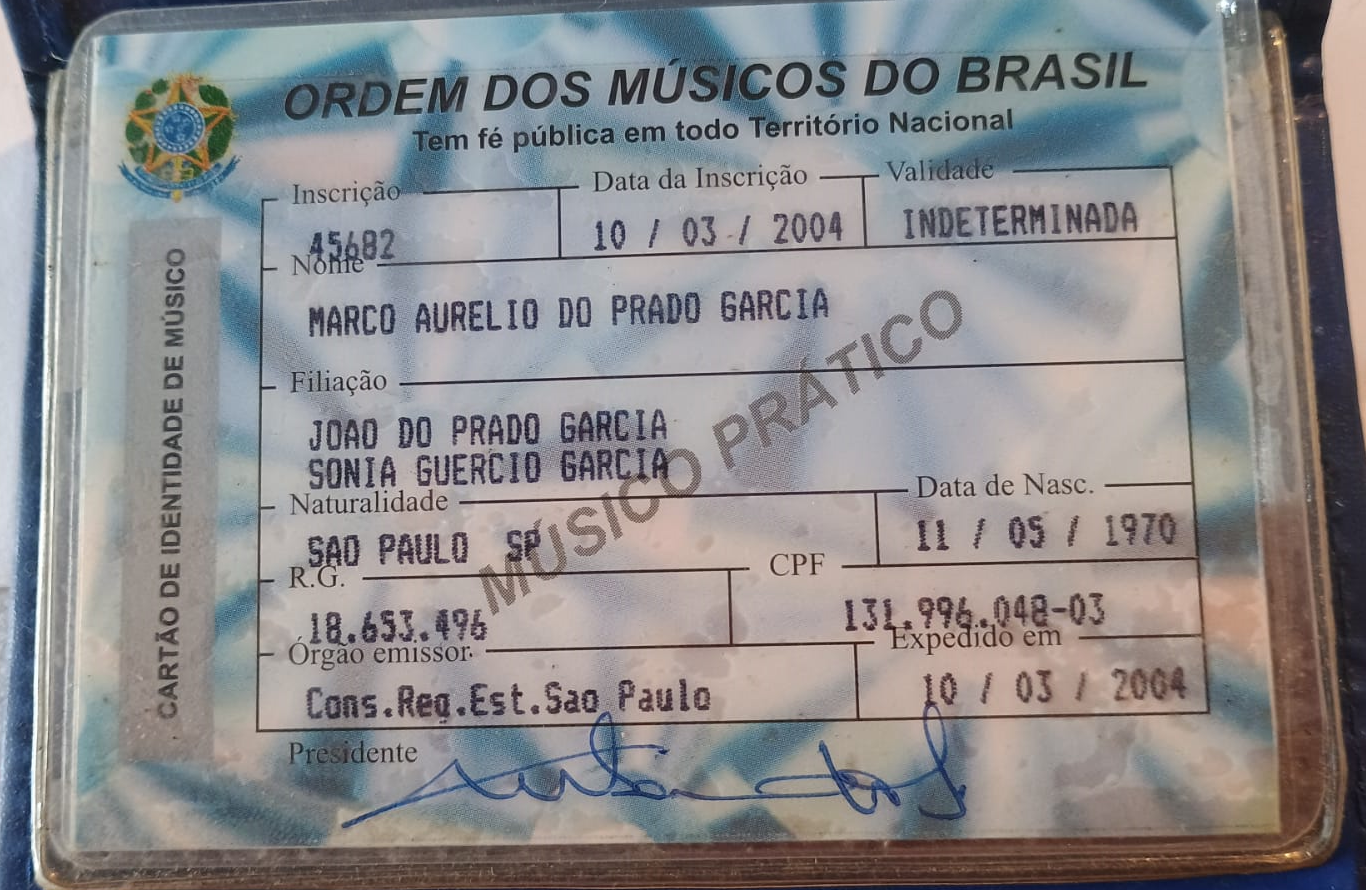 ORDEM DOS MÚSICOS DO BRASIL
Tem fé pública em todo Território Nacional
CARTÃO DE IDENTIDADE DE MÚSICO
Inscrição Data da Inscrição Validade
45682 10 / 03 / 2004 INDETERMINADA
Nome
MARCO AURELIO DO PRADO GARCIA
Filiação
JOAO DO PRADO GARCIA
SONIA GUERCIO GARCIA
MÚSICO PRÁTICO
Naturalidade Data de Nasc.
SAO PAULO SP 11 / 05 / 1970
R.G. CPF
18.653.496 131.996.048-03
Órgão emissor Expedido em
Cons.Reg.Est.Sao Paulo 10 / 03 / 2004
Presidente